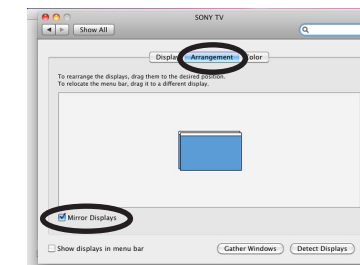 SONY TV
Show All
Display Arrangement Color
To rearrange the displays, drag them to the desired position.
To relocate the menu bar, drag it to a different display.
Mirror Displays
Show displays in menu bar
Gather Windows Detect Displays